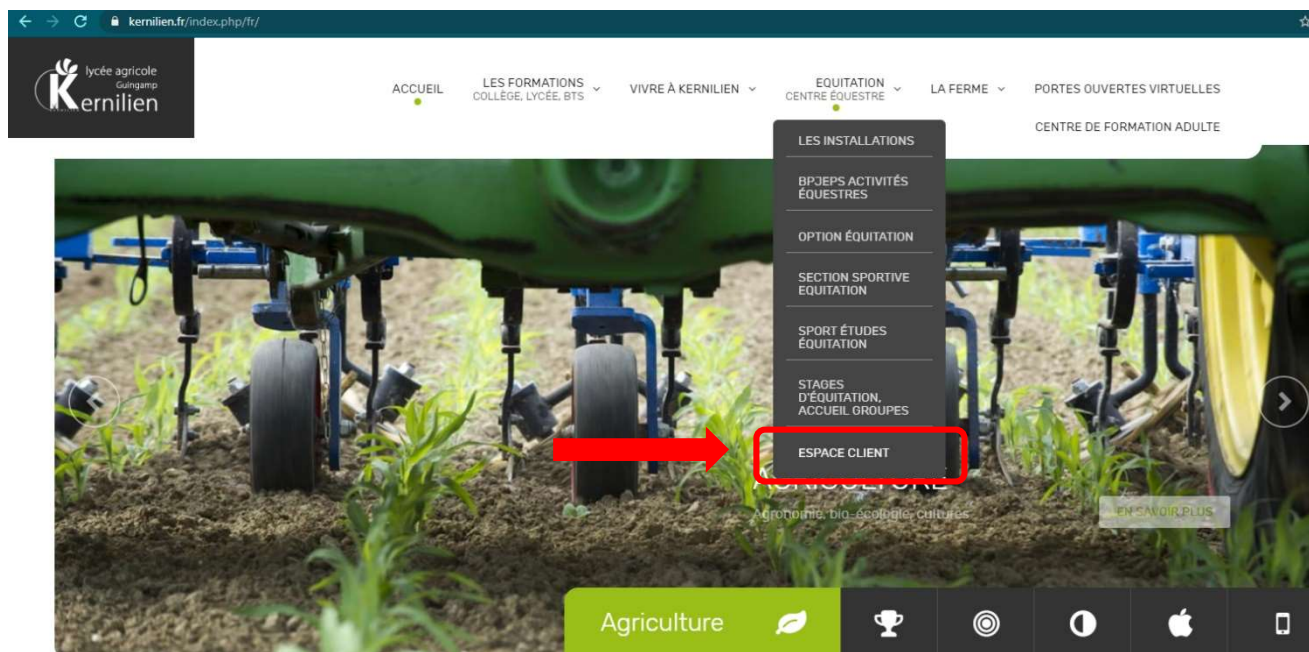 kernilien.fr/index.php/fr/
lycée agricole
Guingamp
Kernilien
ACCUEIL
LES FORMATIONS
COLLÈGE, LYCÉE, BTS
VIVRE À KERNILIEN
EQUITATION
CENTRE ÉQUESTRE
LA FERME
PORTES OUVERTES VIRTUELLES
CENTRE DE FORMATION ADULTE
LES INSTALLATIONS
BPJEPS ACTIVITÉS
ÉQUESTRES
OPTION ÉQUITATION
SECTION SPORTIVE
EQUITATION
SPORT ÉTUDES
ÉQUITATION
STAGES
D'ÉQUITATION,
ACCUEIL GROUPES
ESPACE CLIENT
AGRICULTURE
Agronomie, bio-écologie, cultures
EN SAVOIR PLUS
Agriculture